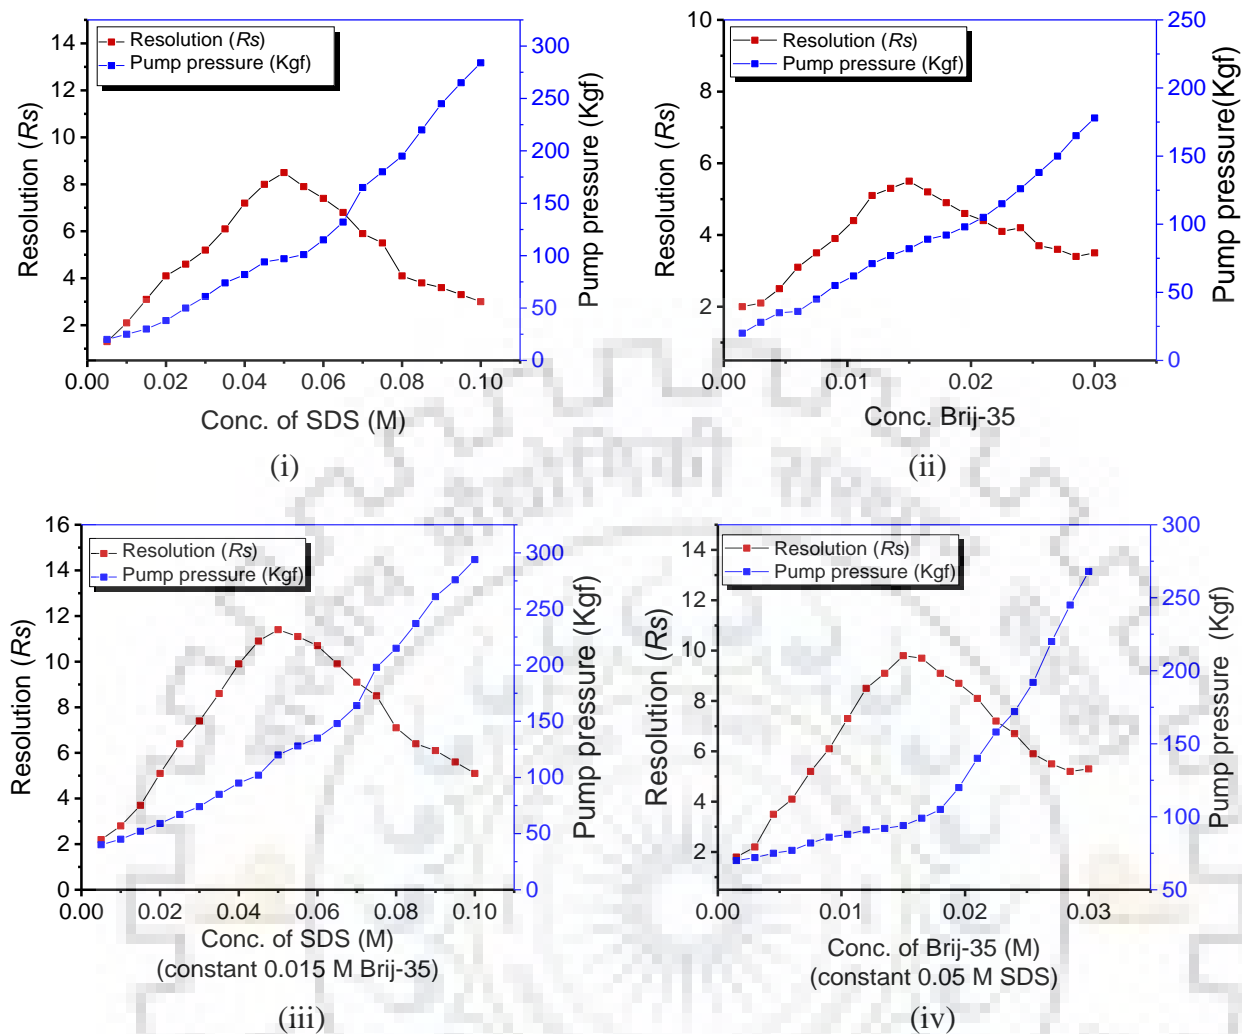 Resolution (Rs)
Pump pressure (Kgf)
14
12
10
8
6
4
2
300
250
200
150
100
50
0
0.00 0.02 0.04 0.06 0.08 0.10
Resolution (Rs)
Pump pressure (Kgf)
Conc. of SDS (M)
(i)
Resolution (Rs)
Pump pressure (Kgf)
10
8
6
4
2
250
200
150
100
50
0
0.00 0.01 0.02 0.03
Resolution (Rs)
Pump pressure(Kgf)
Conc. Brij-35
(ii)
Resolution (Rs)
Pump pressure (Kgf)
16
14
12
10
8
6
4
2
0
300
250
200
150
100
50
0
0.00 0.02 0.04 0.06 0.08 0.10
Resolution (Rs)
Pump pressure (Kgf)
Conc. of SDS (M)
(constant 0.015 M Brij-35)
(iii)
Resolution (Rs)
Pump pressure (Kgf)
14
12
10
8
6
4
2
300
250
200
150
100
50
0.00 0.01 0.02 0.03
Resolution (Rs)
Pump pressure (Kgf)
Conc. of Brij-35 (M)
(constant 0.05 M SDS)
(iv)